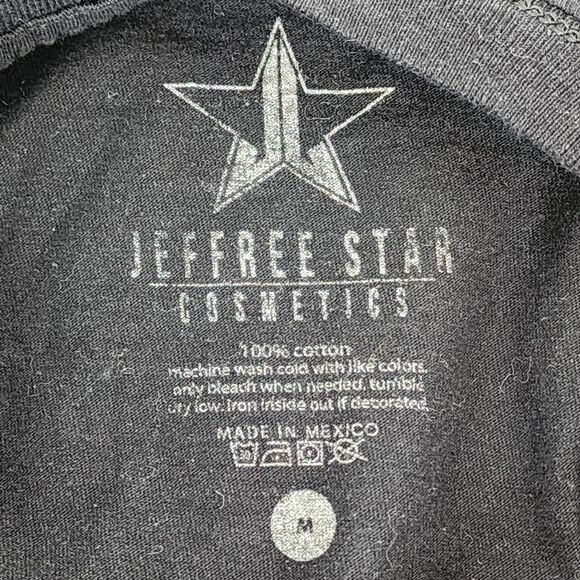 JEFFREE STAR
COSMETICS
100% cotton
machine wash cold with like colors.
only bleach when needed. tumble
dry low. Iron inside out if decorated.
MADE IN MEXICO
M